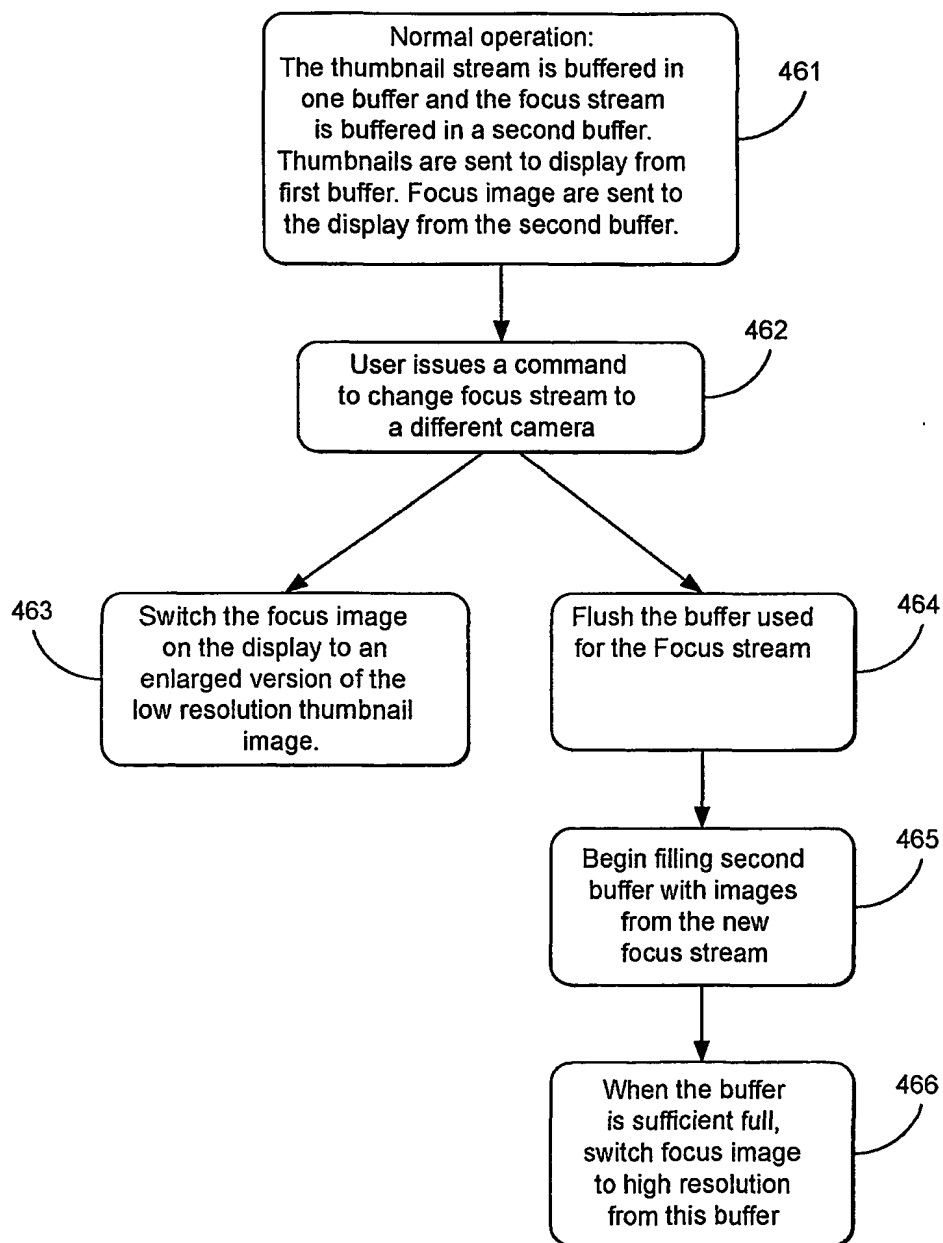 Normal operation:
The thumbnail stream is buffered in
one buffer and the focus stream
is buffered in a second buffer.
Thumbnails are sent to display from
first buffer. Focus image are sent to
the display from the second buffer.
461
User issues a command
to change focus stream to
a different camera
462
463
Switch the focus image
on the display to an
enlarged version of the
low resolution thumbnail
image.
Flush the buffer used
for the Focus stream
464
Begin filling second
buffer with images
from the new
focus stream
465
When the buffer
is sufficient full,
switch focus image
to high resolution
from this buffer
466